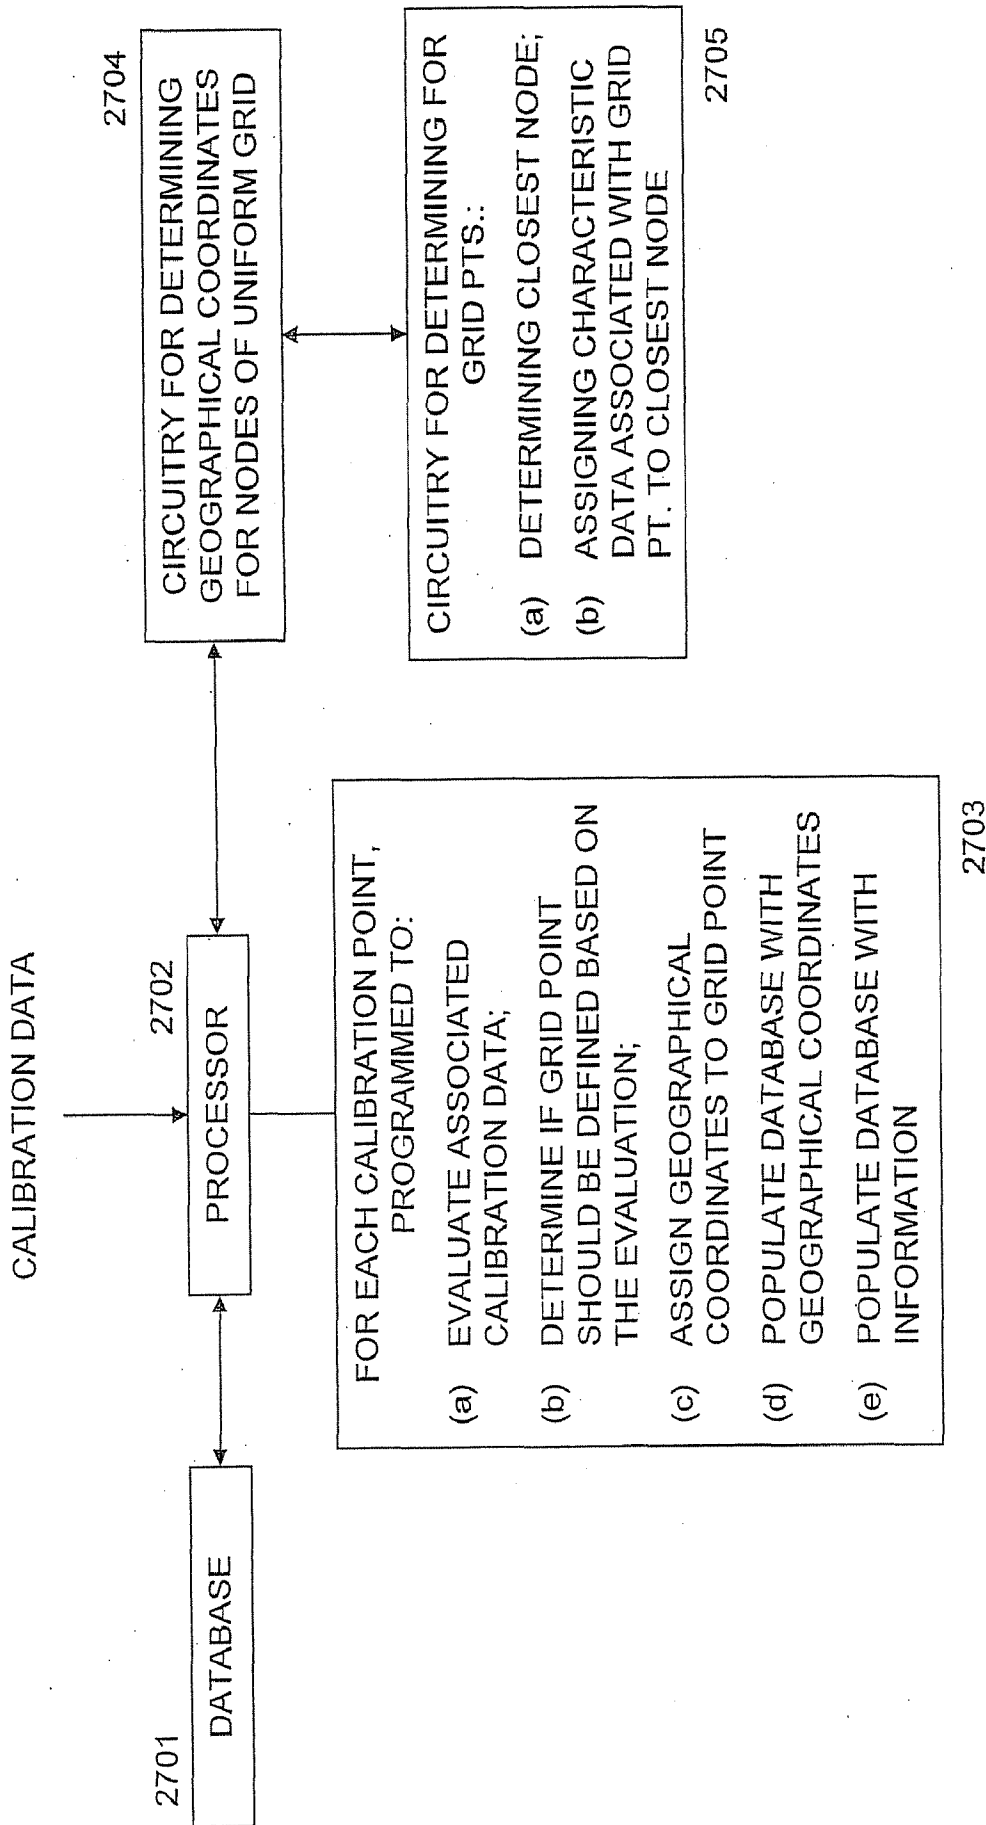 CALIBRATION DATA
2701
DATABASE
2702
PROCESSOR
2704
CIRCUITRY FOR DETERMINING
GEOGRAPHICAL COORDINATES
FOR NODES OF UNIFORM GRID
FOR EACH CALIBRATION POINT,
PROGRAMMED TO:
(a) EVALUATE ASSOCIATED
CALIBRATION DATA;
(b) DETERMINE IF GRID POINT
SHOULD BE DEFINED BASED ON
THE EVALUATION;
(c) ASSIGN GEOGRAPHICAL
COORDINATES TO GRID POINT
(d) POPULATE DATABASE WITH
GEOGRAPHICAL COORDINATES
(e) POPULATE DATABASE WITH
INFORMATION
2703
CIRCUITRY FOR DETERMINING FOR
GRID PTS.:
(a) DETERMINING CLOSEST NODE;
(b) ASSIGNING CHARACTERISTIC
DATA ASSOCIATED WITH GRID
PT. TO CLOSEST NODE
2705